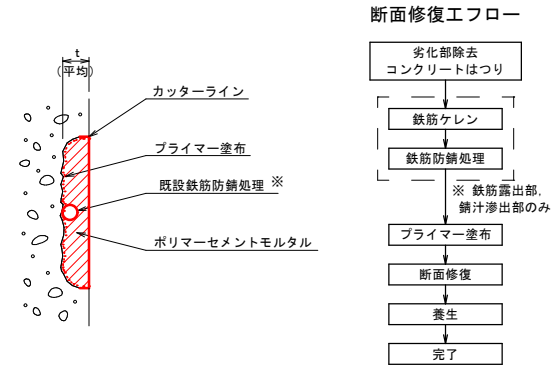 断面修復工フロー
t
(平均)
カッターライン
プライマー塗布
既設鉄筋防錆処理 ※
ポリマーセメントモルタル
劣化部除去
コンクリートはつり
鉄筋ケレン
鉄筋防錆処理
※ 鉄筋露出部,
錆汁滲出部のみ
プライマー塗布
断面修復
養生
完了